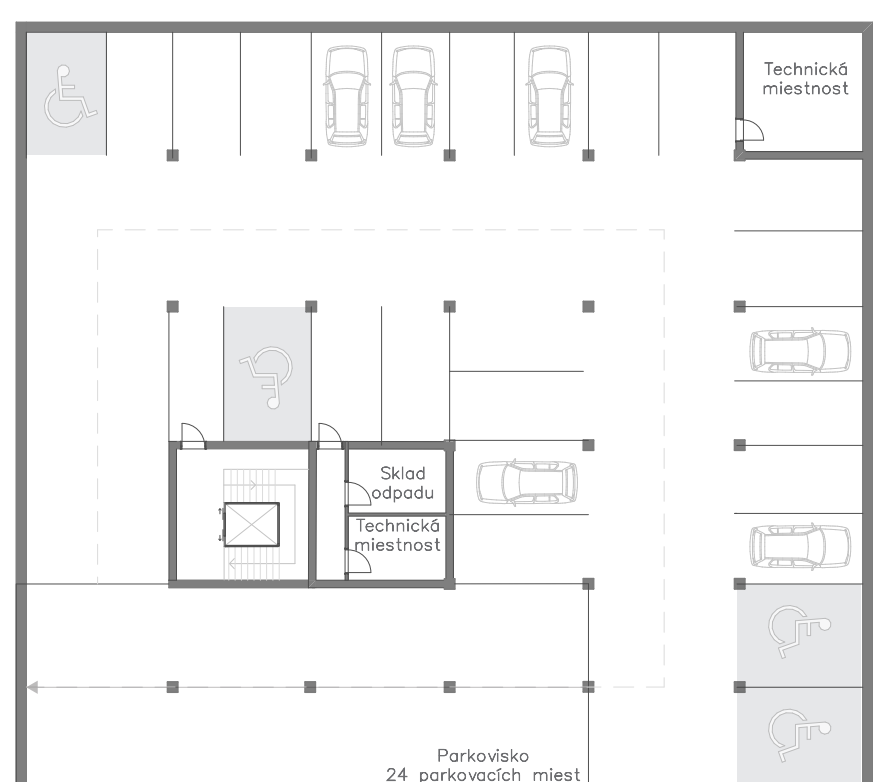 Technická
miestnost
Sklad
odpadu
Technická
miestnost
Parkovisko
24 parkovacích miest